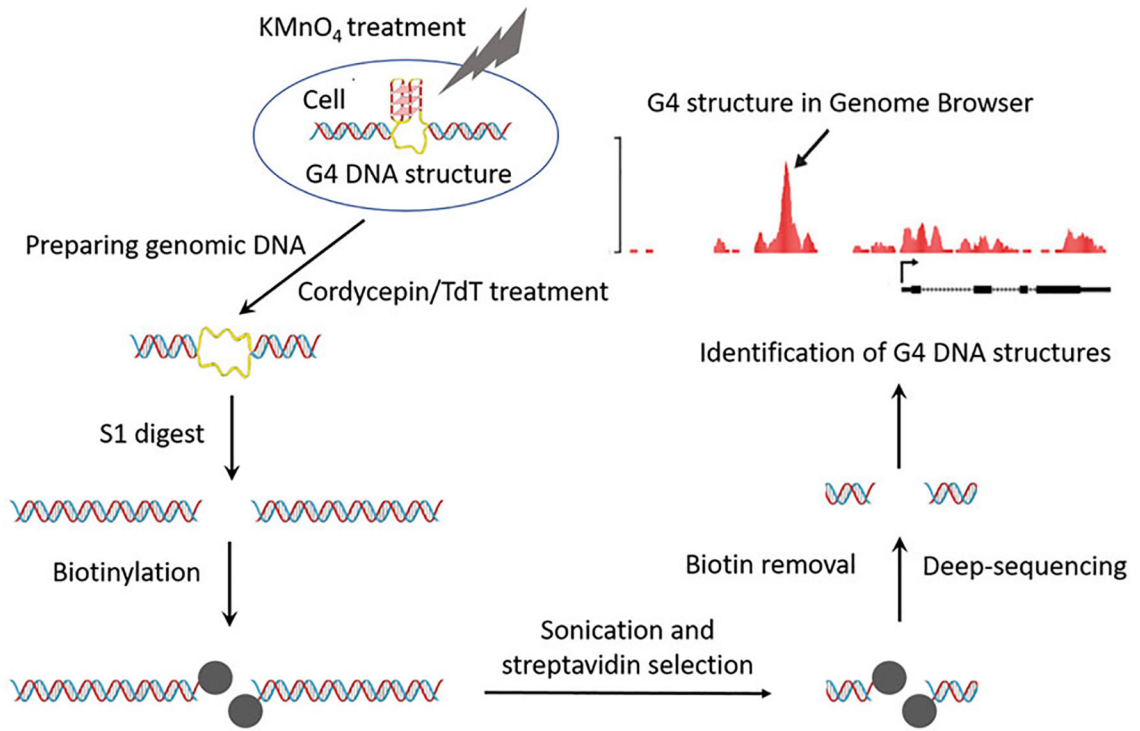 KMnO₄ treatment
Cell
G4 DNA structure
Preparing genomic DNA
Cordycepin/TdT treatment
S1 digest
Biotinylation
Sonication and
streptavidin selection
Biotin removal
Deep-sequencing
Identification of G4 DNA structures
G4 structure in Genome Browser